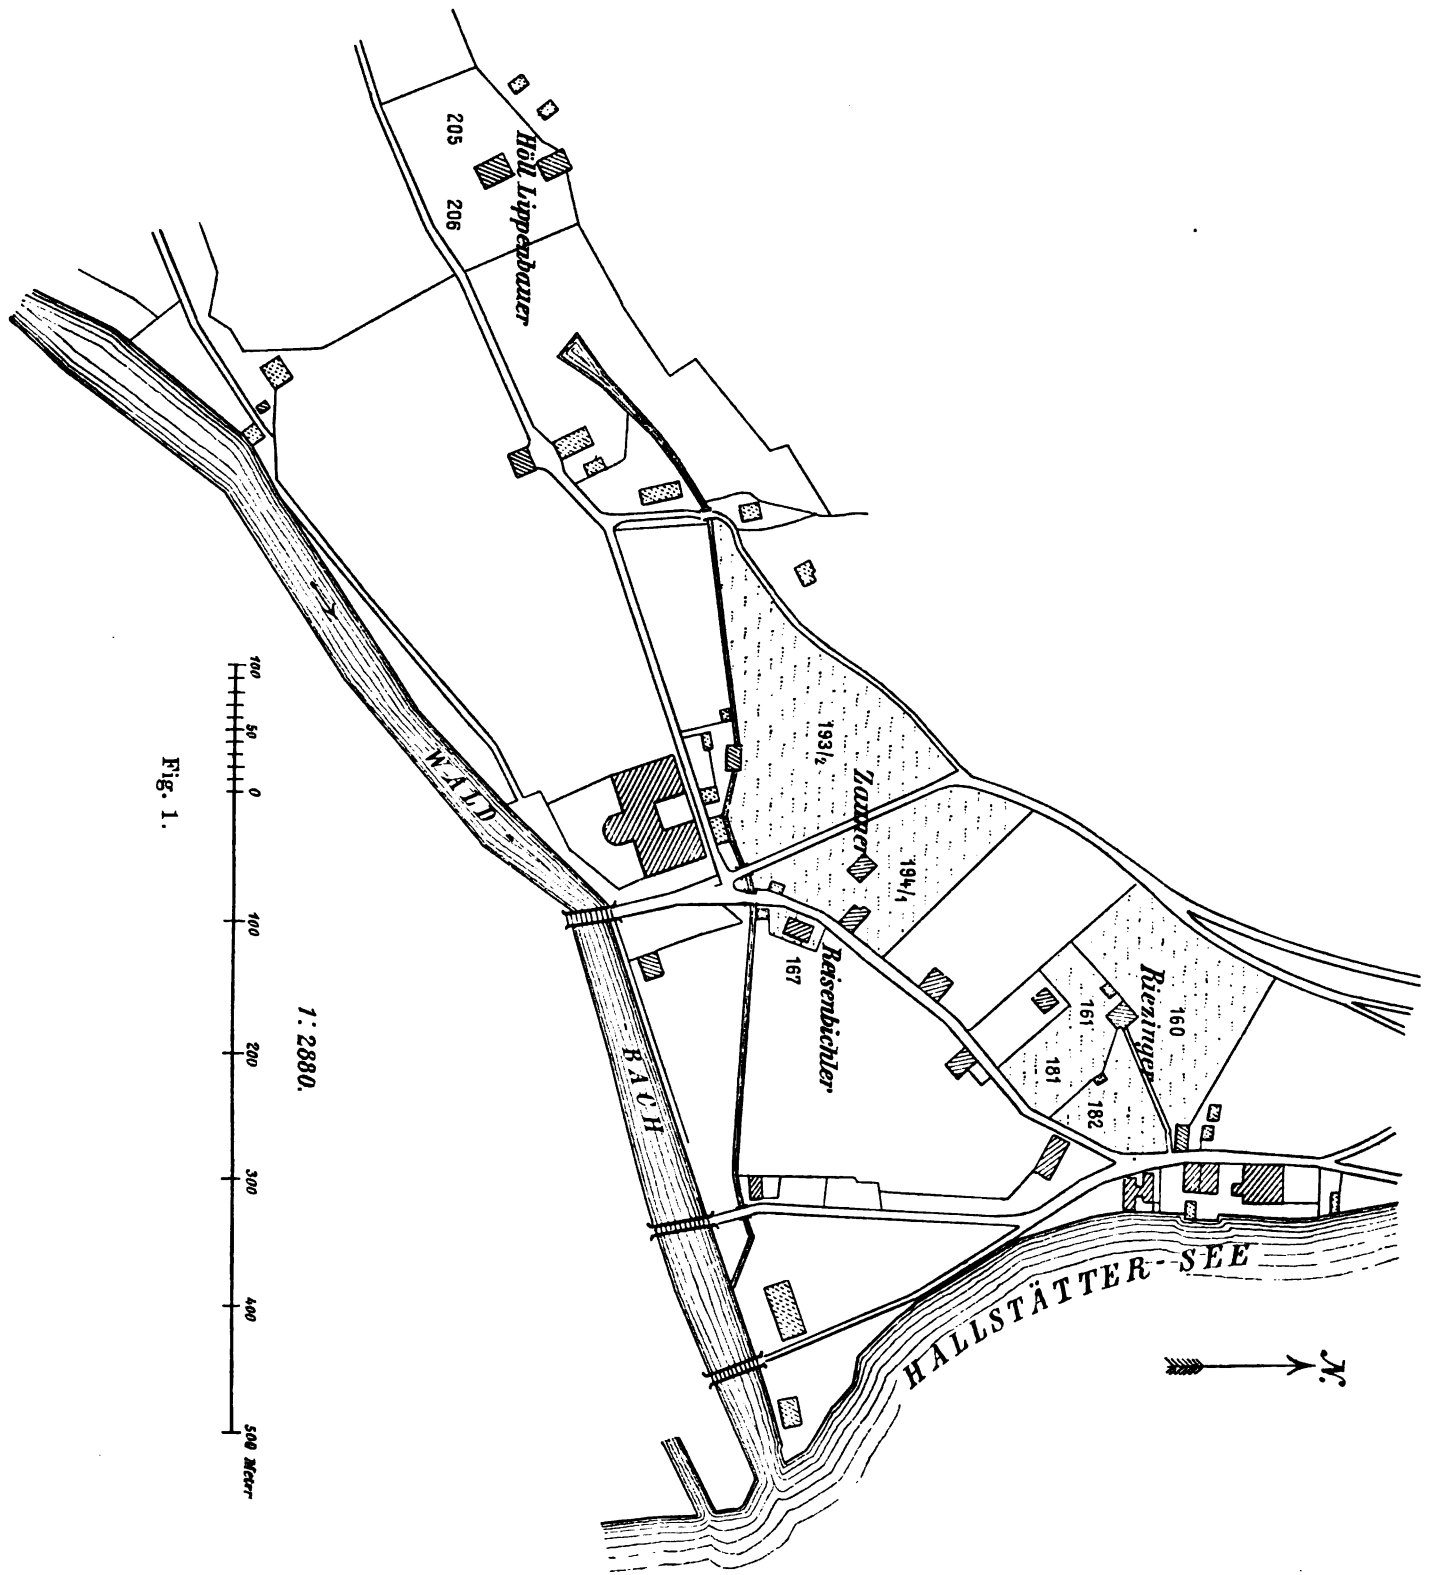 205
206
Höll Lippenbauer
193/2
Zauner
194/1
Reisenbichler
167
Riezinger
160
161
181
182
WALD-
BACH
HALLSTÄTTER-SEE
N.
100 50 0 100 200 300 400 500 Meter
1:2880.
Fig. 1.